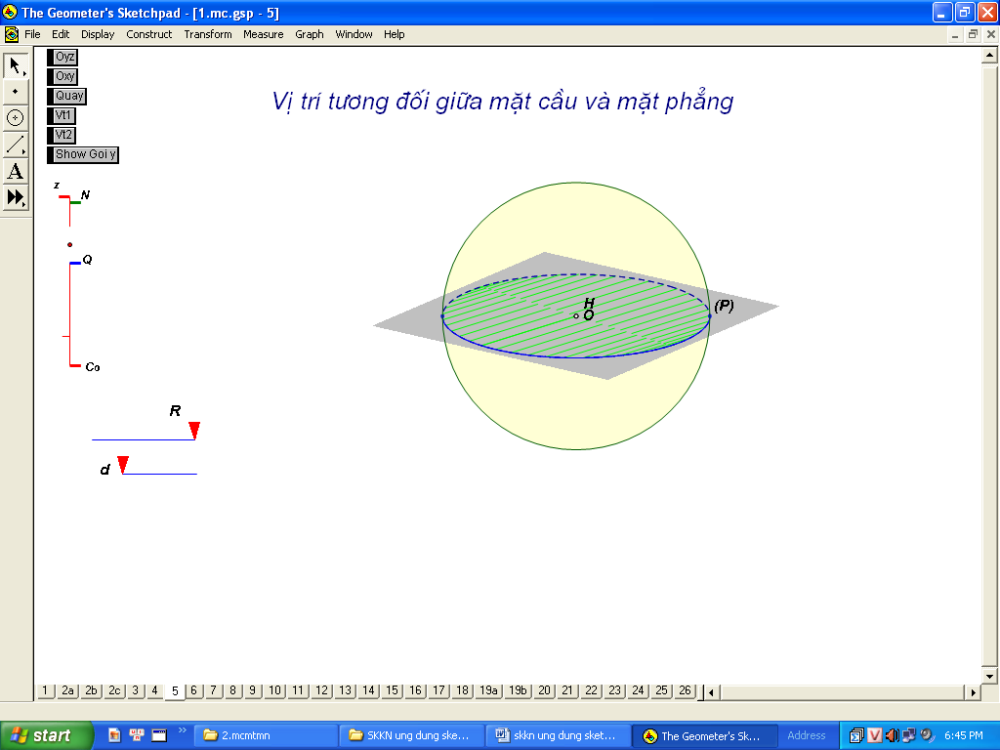 The Geometer's Sketchpad - [1.mc.gsp - 5]
File Edit Display Construct Transform Measure Graph Window Help
Oyz
Oxy
Quay
Vt1
Vt2
Show Goi y
Vị trí tương đối giữa mặt cầu và mặt phẳng
A
z
N
Q
Co
R
d
H
O
(P)
1 2a 2b 2c 3 4 5 6 7 8 9 10 11 12 13 14 15 16 17 18 19a 19b 20 21 22 23 24 25 26
start 2.mcmtmn SKKN ung dung ske... skkn ung dung sket... The Geometer's Sk... Address V 6:45 PM